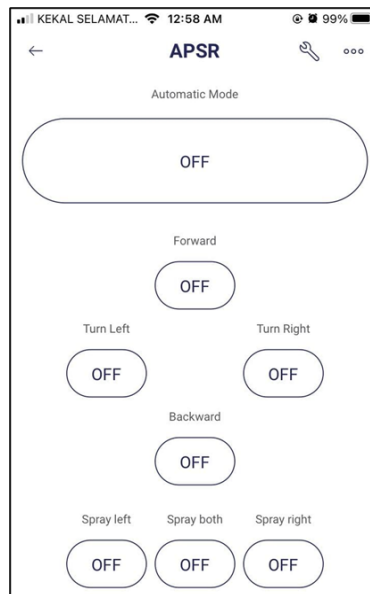 KEKAL SELAMAT... 12:58 AM 99%
APSR
Automatic Mode
OFF
Forward
OFF
Turn Left Turn Right
OFF OFF
Backward
OFF
Spray left Spray both Spray right
OFF OFF OFF